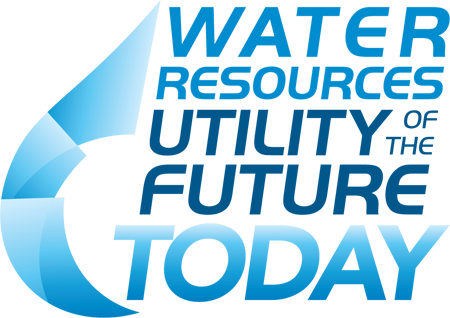 WATER
RESOURCES
UTILITY OF THE
FUTURE
TODAY